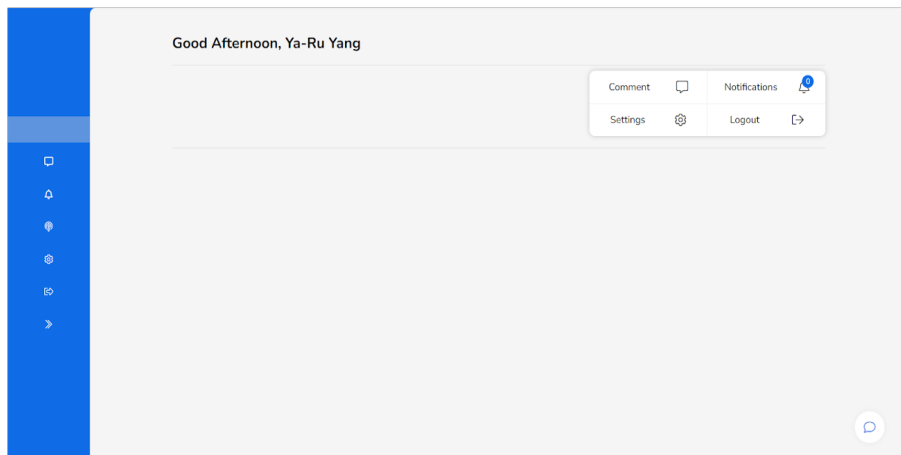 Good Afternoon, Ya-Ru Yang
Comment
Notifications
0
Settings
Logout